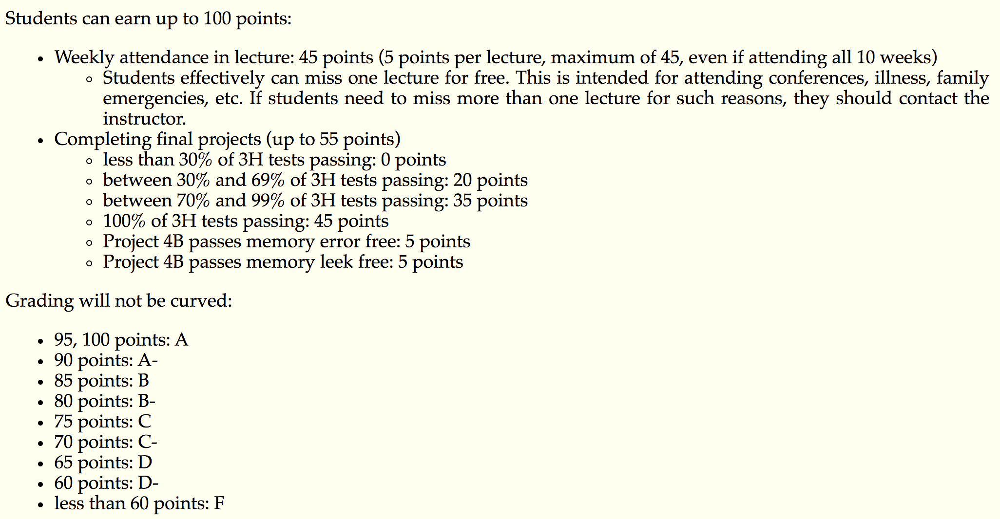 Students can earn up to 100 points:
• Weekly attendance in lecture: 45 points (5 points per lecture, maximum of 45, even if attending all 10 weeks)
◦ Students effectively can miss one lecture for free. This is intended for attending conferences, illness, family
emergencies, etc. If students need to miss more than one lecture for such reasons, they should contact the
instructor.
• Completing final projects (up to 55 points)
◦ less than 30% of 3H tests passing: 0 points
◦ between 30% and 69% of 3H tests passing: 20 points
◦ between 70% and 99% of 3H tests passing: 35 points
◦ 100% of 3H tests passing: 45 points
◦ Project 4B passes memory error free: 5 points
◦ Project 4B passes memory leek free: 5 points
Grading will not be curved:
• 95, 100 points: A
• 90 points: A-
• 85 points: B
• 80 points: B-
• 75 points: C
• 70 points: C-
• 65 points: D
• 60 points: D-
• less than 60 points: F